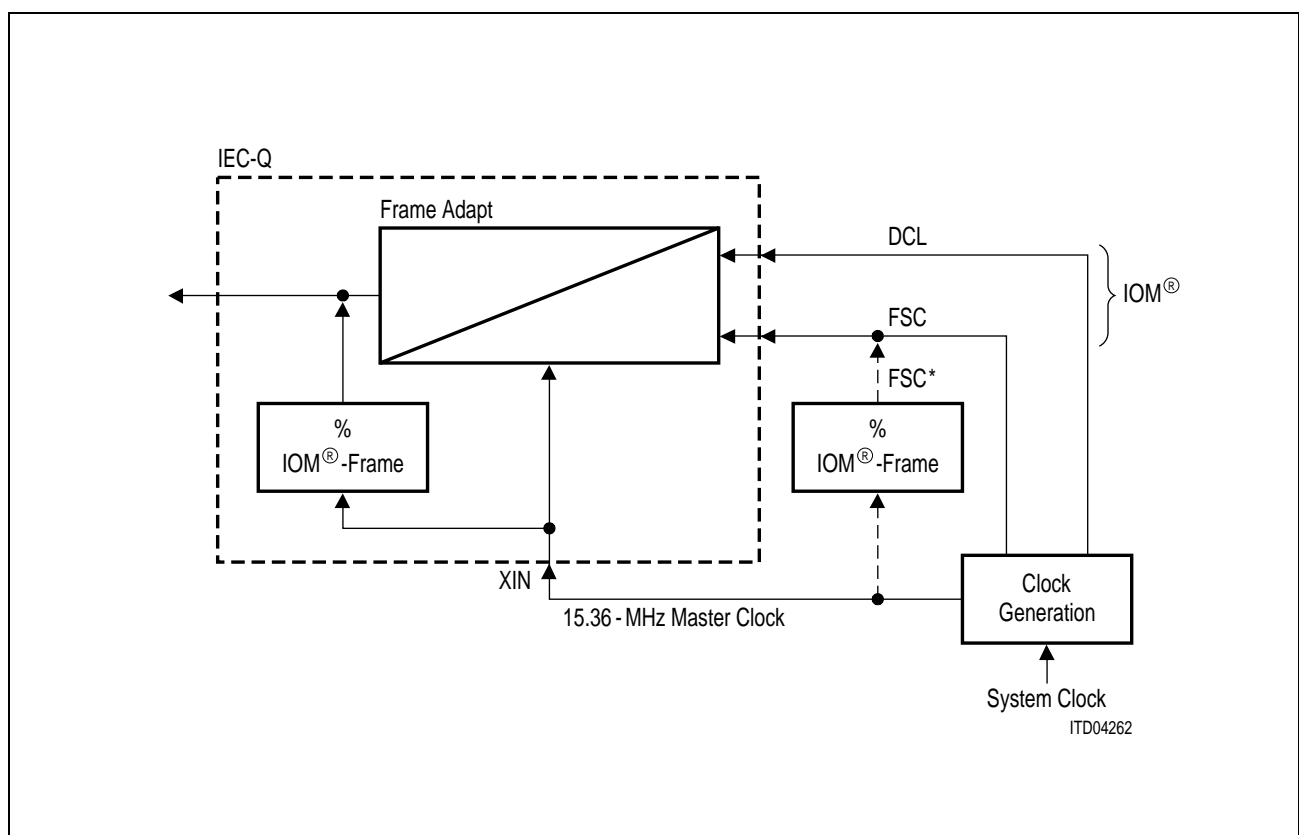 IEC-Q
Frame Adapt
DCL
IOM®
FSC
FSC*
%
IOM®-Frame
%
IOM®-Frame
XIN
15.36 - MHz Master Clock
Clock
Generation
System Clock
ITD04262